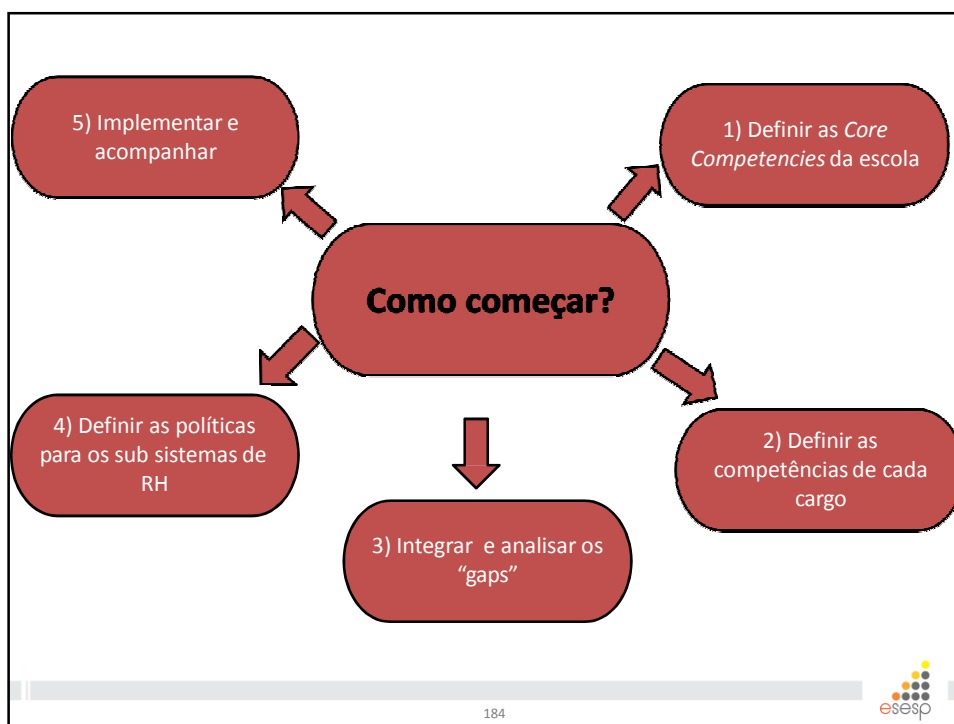 Como começar?
1) Definir as Core
Competencies da escola
2) Definir as
competências de cada
cargo
3) Integrar e analisar os
“gaps”
4) Definir as políticas
para os sub sistemas de
RH
5) Implementar e
acompanhar
184
esesp